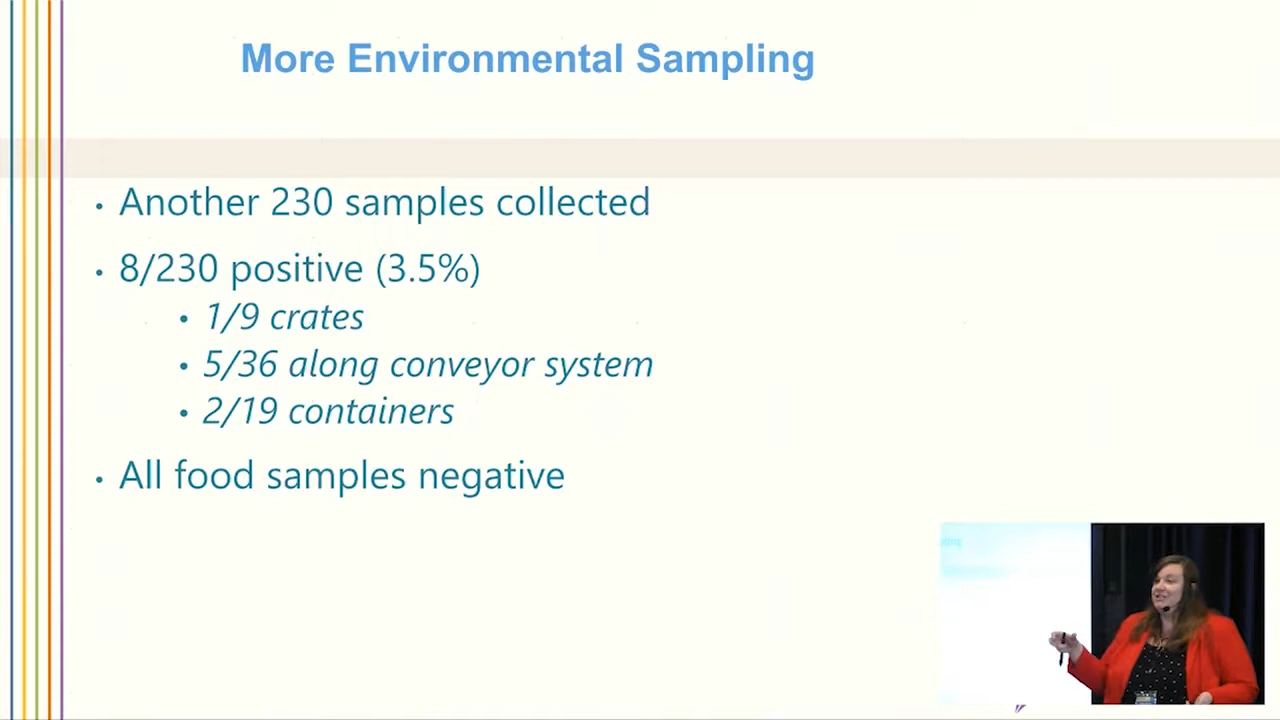 More Environmental Sampling
• Another 230 samples collected
• 8/230 positive (3.5%)
• 1/9 crates
• 5/36 along conveyor system
• 2/19 containers
• All food samples negative